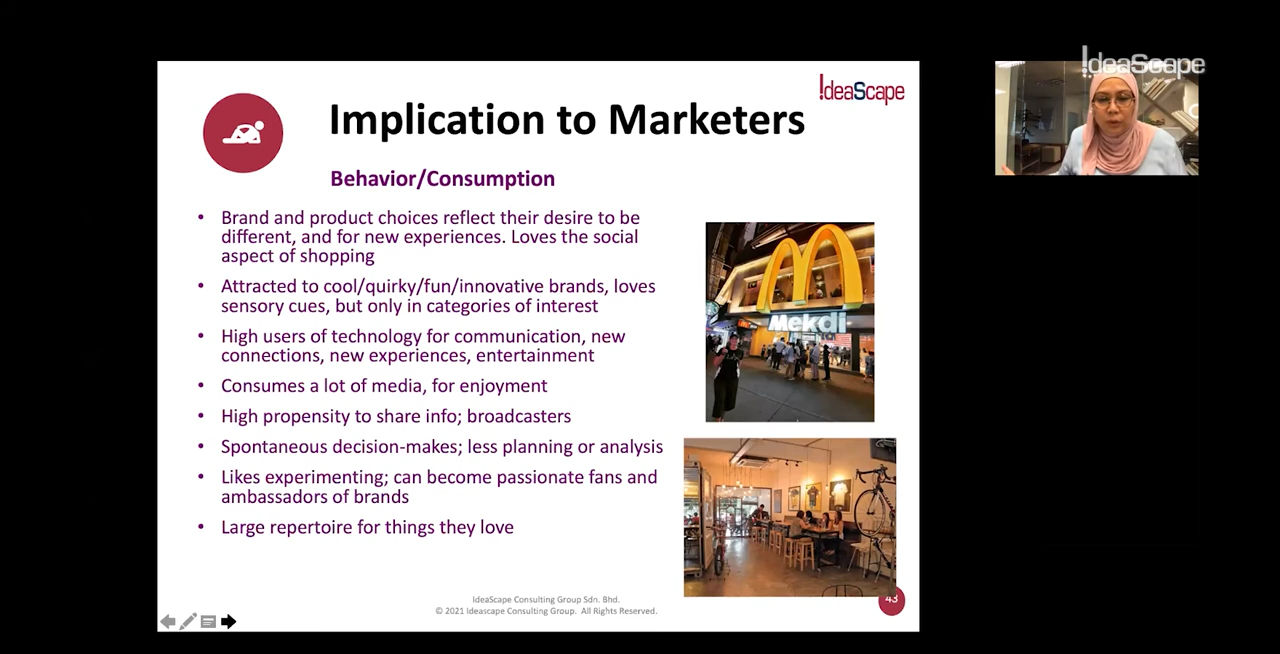 !deaScape
!deaScape
Implication to Marketers
Behavior/Consumption
• Brand and product choices reflect their desire to be
different, and for new experiences. Loves the social
aspect of shopping
• Attracted to cool/quirky/fun/innovative brands, loves
sensory cues, but only in categories of interest
• High users of technology for communication, new
connections, new experiences, entertainment
• Consumes a lot of media, for enjoyment
• High propensity to share info; broadcasters
• Spontaneous decision-makes; less planning or analysis
• Likes experimenting; can become passionate fans and
ambassadors of brands
• Large repertoire for things they love
Mekdi
IdeaScape Consulting Group Sdn. Bhd.
© 2021 Ideascape Consulting Group. All Rights Reserved.
43